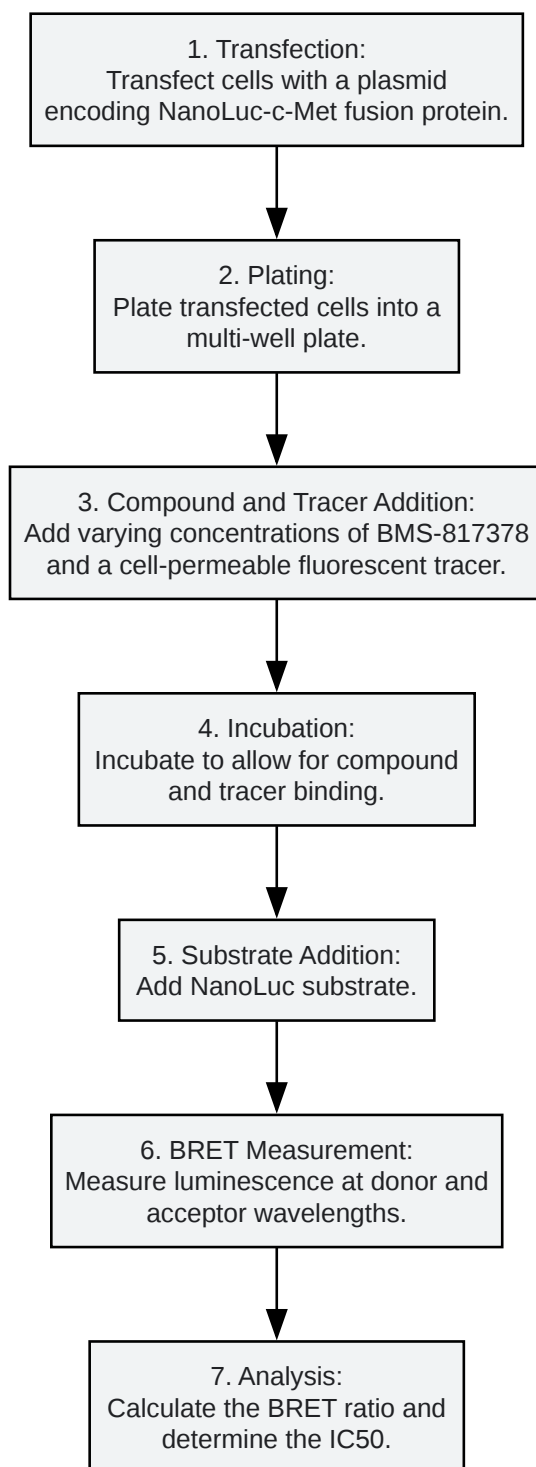 1. Transfection:
Transfect cells with a plasmid
encoding NanoLuc-c-Met fusion protein.
2. Plating:
Plate transfected cells into a
multi-well plate.
3. Compound and Tracer Addition:
Add varying concentrations of BMS-817378
and a cell-permeable fluorescent tracer.
4. Incubation:
Incubate to allow for compound
and tracer binding.
5. Substrate Addition:
Add NanoLuc substrate.
6. BRET Measurement:
Measure luminescence at donor and
acceptor wavelengths.
7. Analysis:
Calculate the BRET ratio and
determine the IC50.